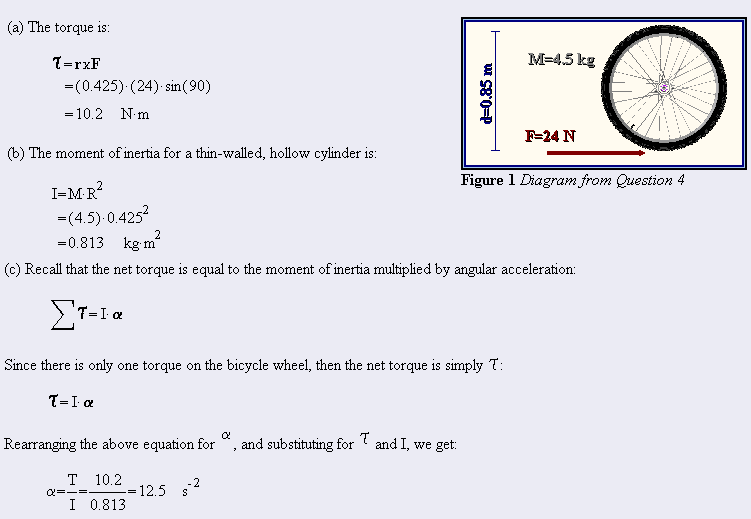 (a) The torque is:
τ=rxF
=(0.425)·(24)·sin(90)
=10.2 N·m
(b) The moment of inertia for a thin-walled, hollow cylinder is:
I=M·R²
=(4.5)·0.425²
=0.813 kg·m²
d=0.85 m
M=4.5 kg
F=24 N
Figure 1 Diagram from Question 4
(c) Recall that the net torque is equal to the moment of inertia multiplied by angular acceleration:
∑τ=I·α
Since there is only one torque on the bicycle wheel, then the net torque is simply τ:
τ=I·α
Rearranging the above equation for α, and substituting for τ and I, we get:
α=T/I=10.2/0.813=12.5 s⁻²